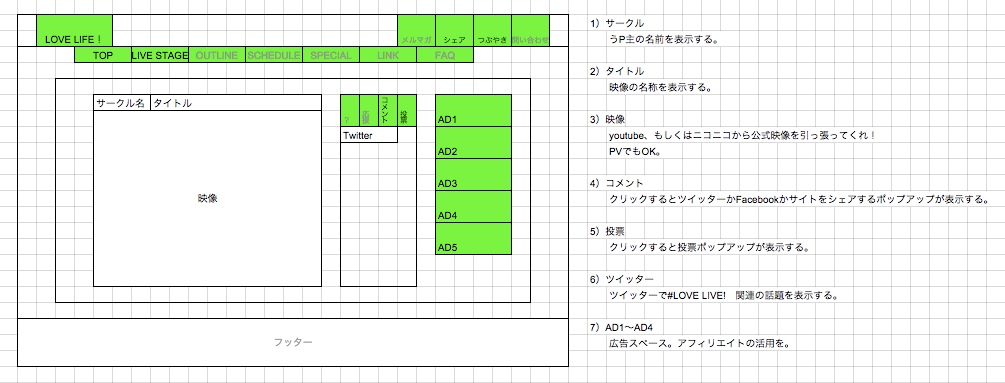 LOVE LIFE！
メルマガ シェア つぶやき 問い合わせ
TOP LIVE STAGE OUTLINE SCHEDULE SPECIAL LINK FAQ
サークル名 タイトル
映像
？ 応援 コメント 投票
Twitter
AD1
AD2
AD3
AD4
AD5
フッター
1）サークル
うP主の名前を表示する。
2）タイトル
映像の名称を表示する。
3）映像
youtube、もしくはニコニコから公式映像を引っ張ってくれ！
PVでもOK。
4）コメント
クリックするとツイッターかFacebookかサイトをシェアするポップアップが表示する。
5）投票
クリックすると投票ポップアップが表示する。
6）ツイッター
ツイッターで#LOVE LIVE!　関連の話題を表示する。
7）AD1〜AD4
広告スペース。アフィリエイトの活用を。